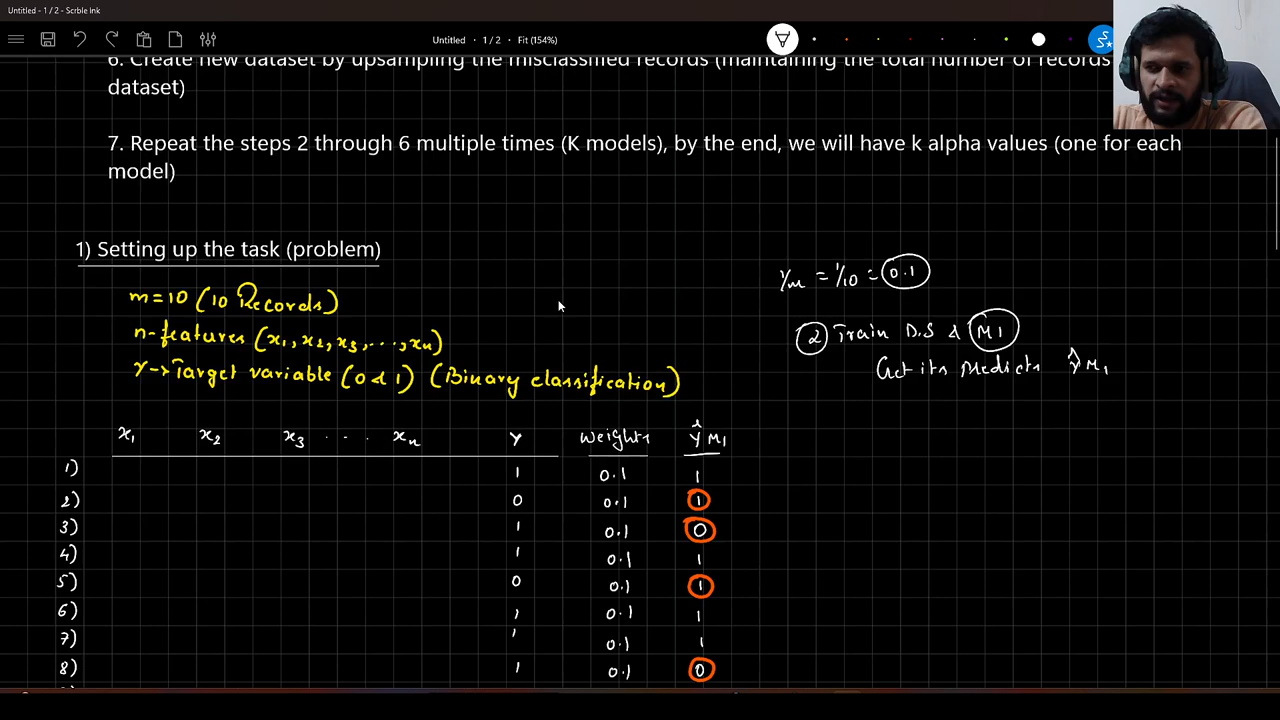 Untitled - 1 / 2 - Scrble Ink
Untitled · 1 / 2 · Fit (154%)
6. Create new dataset by upsampling the misclassified records (maintaining the total number of records
dataset)
7. Repeat the steps 2 through 6 multiple times (K models), by the end, we will have k alpha values (one for each
model)
1) Setting up the task (problem)
1/m = 1/10 = 0.1
m=10 (10 Records)
n-features (x1, x2, x3, ..., xn)
Y→Target variable (0 & 1) (Binary classification)
2 Train D.S & M1
Get its predicts ŶM1
x1 x2 x3 ... xn Y weights ŶM1
1) 1 0.1 1
2) 0 0.1 1
3) 1 0.1 0
4) 1 0.1 1
5) 0 0.1 1
6) 1 0.1 1
7) 1 0.1 1
8) 1 0.1 0